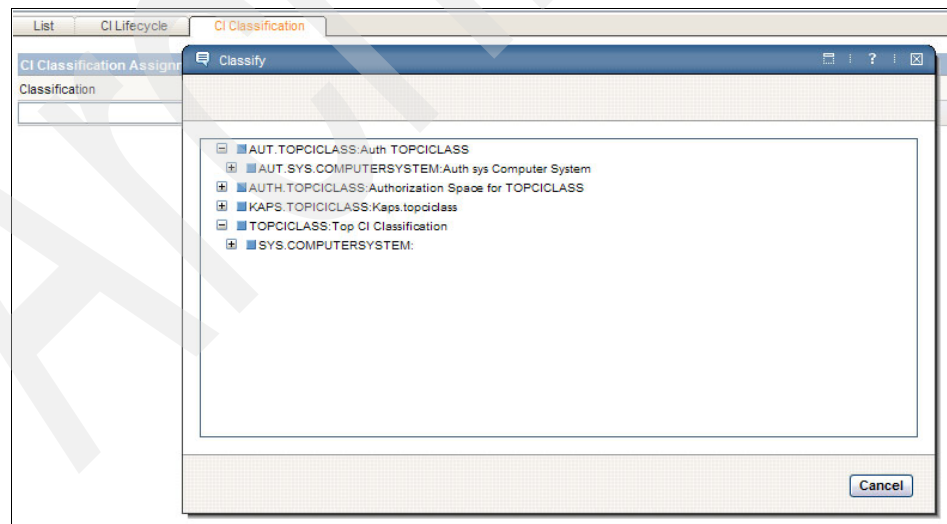 List CI Lifecycle CI Classification
CI Classification Assignm
Classify ?
Classification
AUT.TOPCICLASS:Auth TOPCICLASS
AUT.SYS.COMPUTERSYSTEM:Auth sys Computer System
AUTH.TOPCICLASS:Authorization Space for TOPCICLASS
KAPS.TOPICICLASS:Kaps.topciclass
TOPCICLASS:Top CI Classification
SYS.COMPUTERSYSTEM:
Cancel